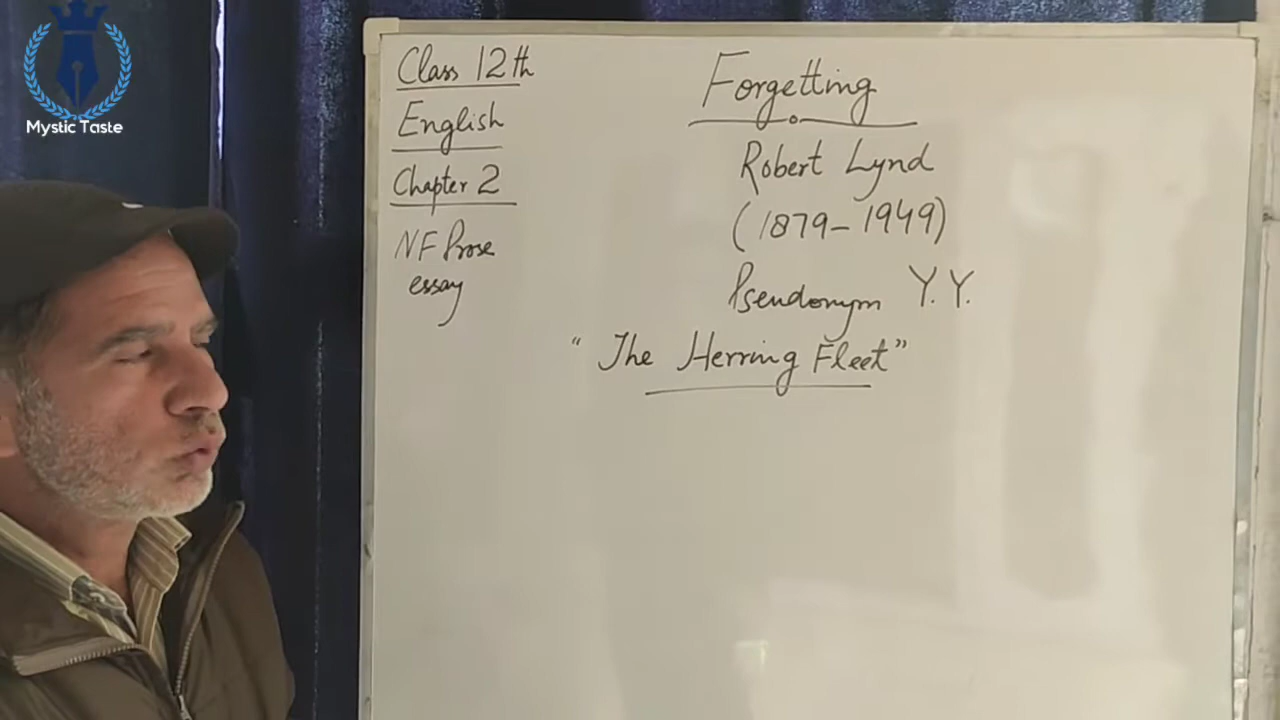 Mystic Taste
Class 12th
English
Chapter 2
NF Prose
essay
Forgetting
Robert Lynd
(1879-1949)
Pseudonym Y.Y.
"The Herring Fleet"